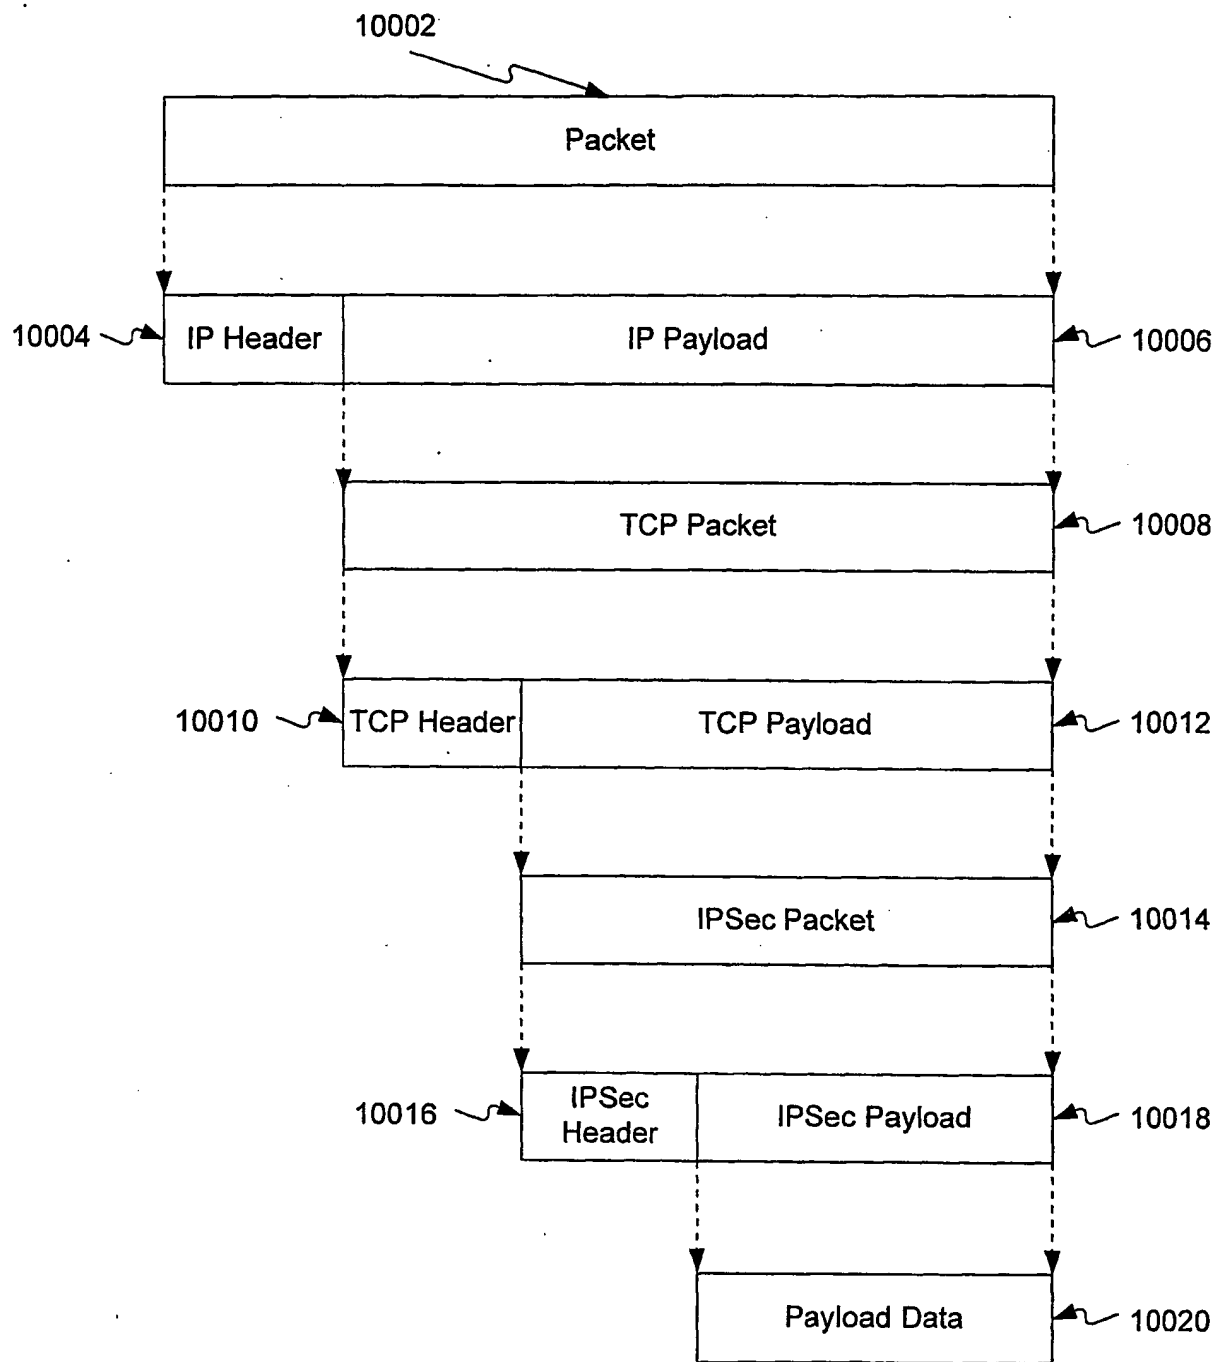 10002
Packet
10004
IP Header
IP Payload
10006
TCP Packet
10008
10010
TCP Header
TCP Payload
10012
IPSec Packet
10014
10016
IPSec
Header
IPSec Payload
10018
Payload Data
10020